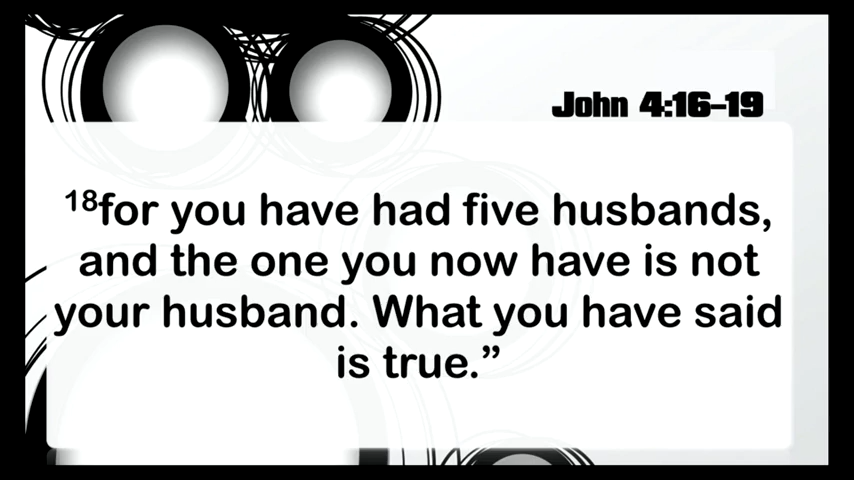 John 4:16–19
18for you have had five husbands,
and the one you now have is not
your husband. What you have said
is true.”